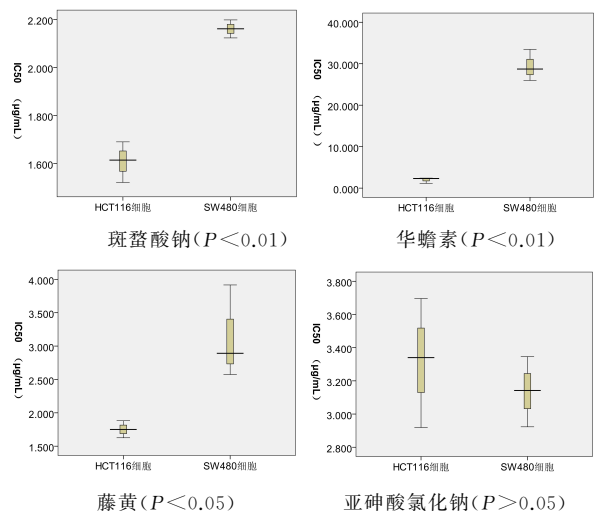 2.200
2.000
1.800
1.600
IC50 （μg/mL）
HCT116细胞
SW480细胞
斑蝥酸钠(P＜0.01)
40.000
30.000
20.000
10.000
0.000
IC50 （μg/mL）
)
HCT116细胞
SW480细胞
华蟾素(P＜0.01)
4.000
3.500
3.000
2.500
2.000
1.500
IC50 （μg/mL）
HCT116细胞
SW480细胞
藤黄(P＜0.05)
3.800
3.600
3.400
3.200
3.000
2.800
IC50 （μg/mL）
HCT116细胞
SW480细胞
亚砷酸氯化钠(P＞0.05)